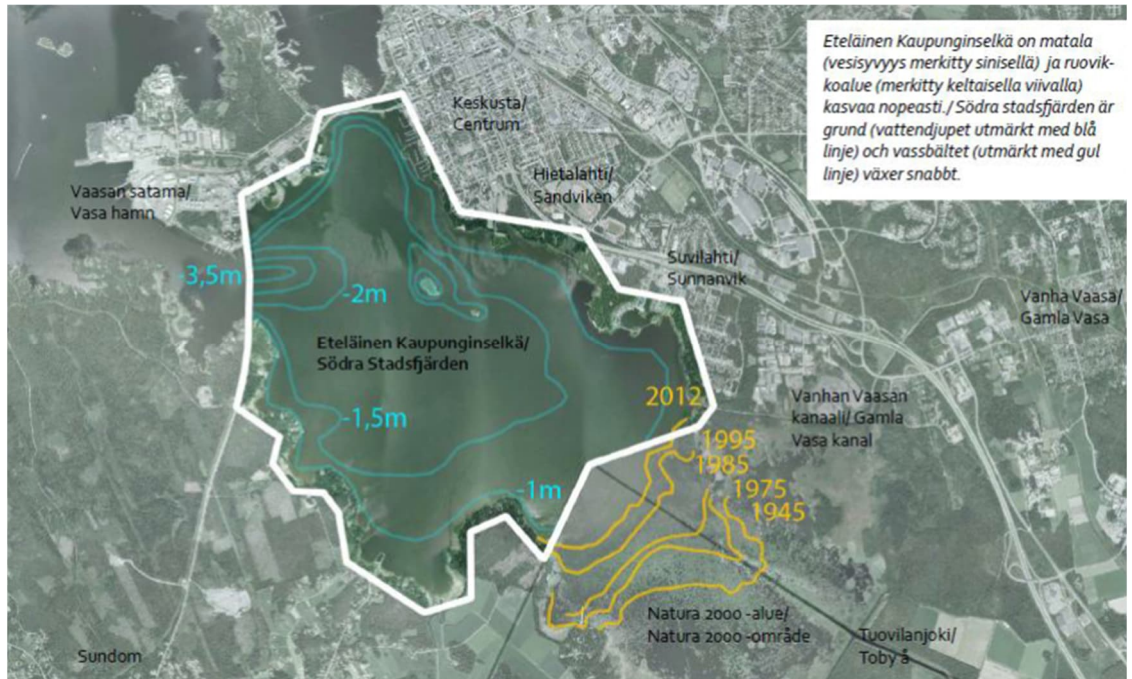 Eteläinen Kaupunginselkä on matala
(vesisyvyys merkitty sinisellä) ja ruovik-
koalue (merkitty keltaisella viivalla)
kasvaa nopeasti./ Södra stadsfjärden är
grund (vattendjupet utmärkt med blå
linje) och vassbältet (utmärkt med gul
linje) växer snabbt.
Keskusta/
Centrum
Hietalahti/
Sandviken
Vaasan satama/
Vasa hamn
Suvilahti/
Sunnanvik
-3,5m
-2m
Vanha Vaasa/
Gamla Vasa
Eteläinen Kaupunginselkä/
Södra Stadsfjärden
2012
Vanhan Vaasan
kanaali/ Gamla
Vasa kanal
-1,5m
1995
1985
1975
1945
-1m
Natura 2000 -alue/
Natura 2000 -område
Tuovilanjoki/
Toby å
Sundom